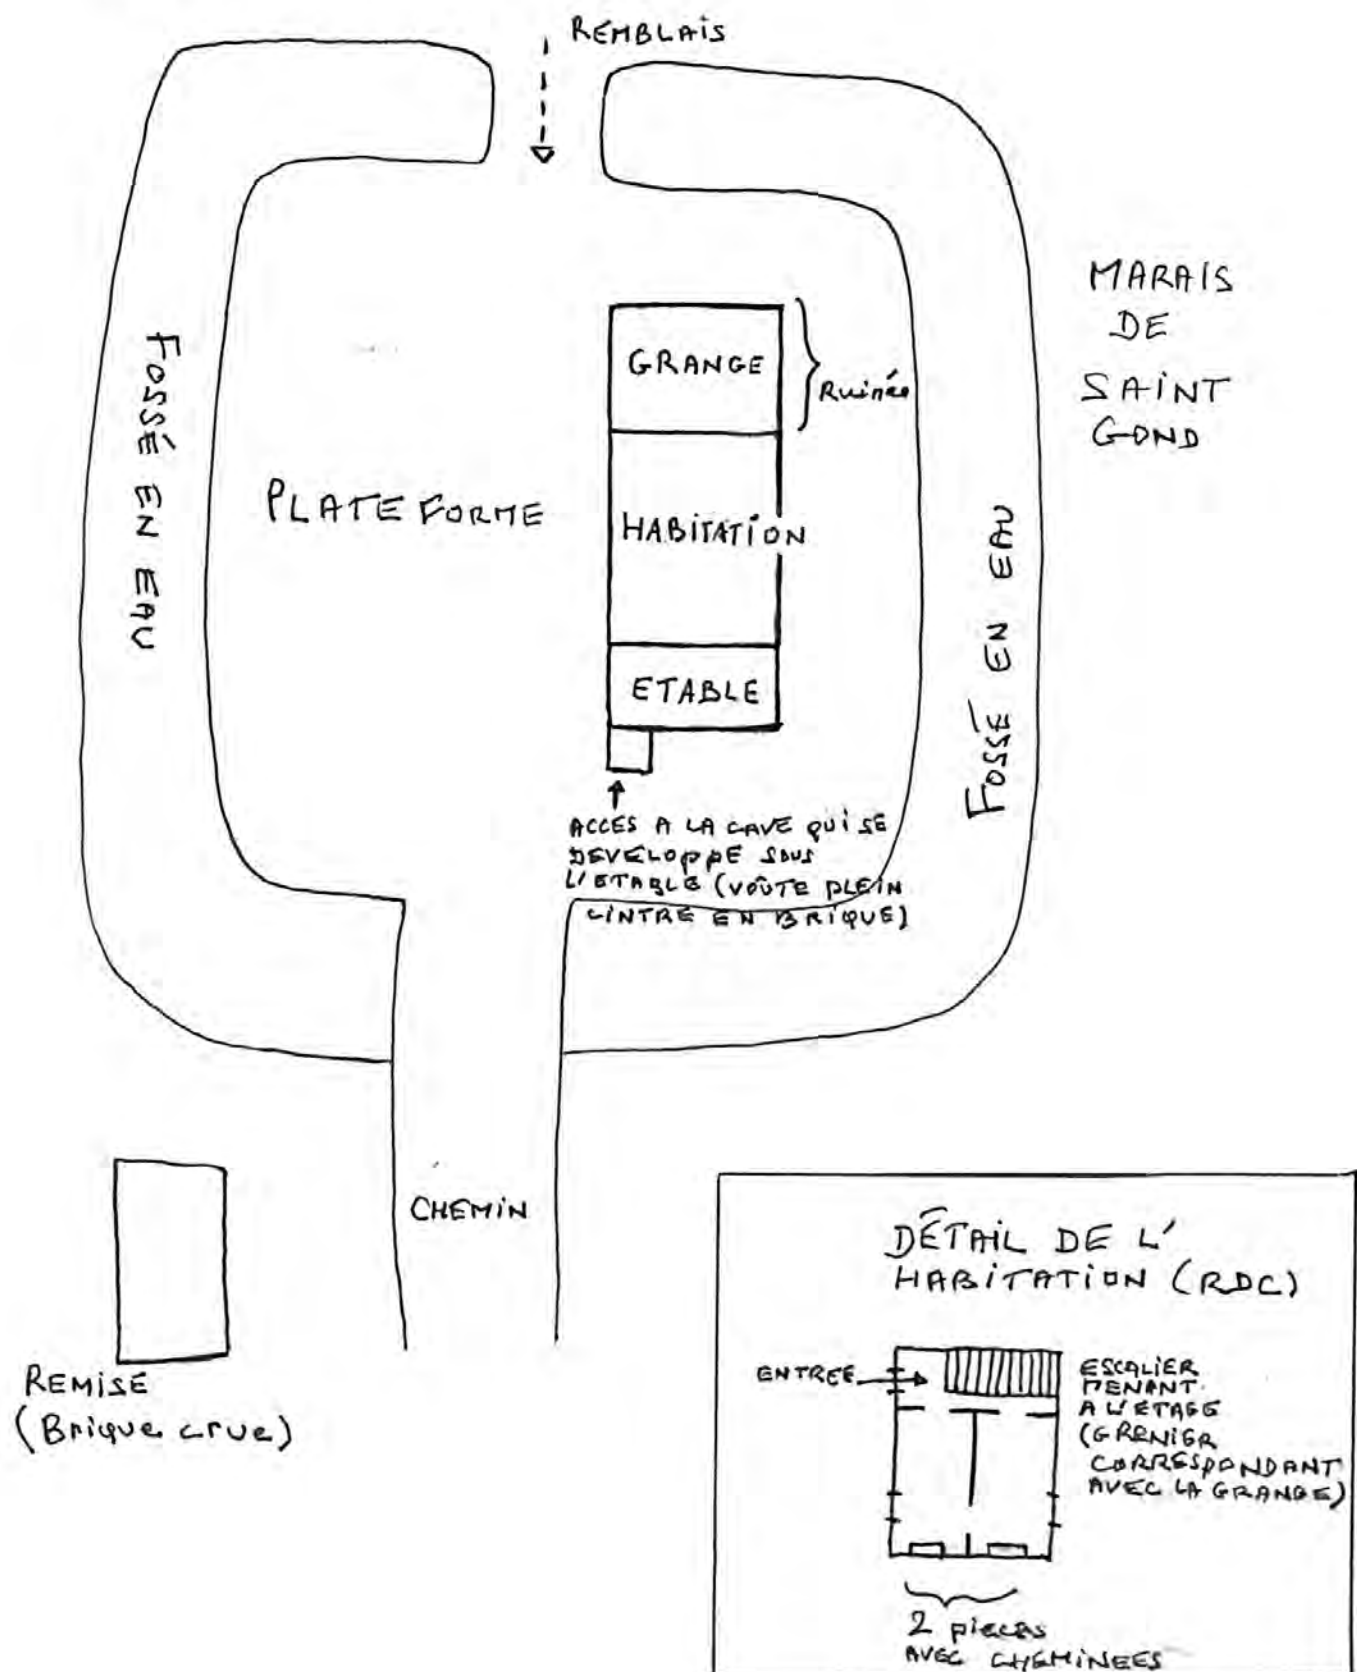 REMBLAIS
MARAIS
DE
SAINT
GOND
FOSSÉ EN EAU
GRANGE
Ruinée
PLATE FORME
HABITATION
FOSSÉ EN EAU
ETABLE
ACCES A LA CAVE QUI SE
DEVELOPPE SOUS
L'ETABLE (VOÛTE PLEIN
CINTRE EN BRIQUE)
CHEMIN
REMISE
(Brique crue)
DÉTAIL DE L'
HABITATION (RDC)
ENTREE
ESCALIER
MENANT
A L'ETAGE
(GRENIER
CORRESPONDANT
AVEC LA GRANGE)
2 pieces
AVEC CHEMINEES